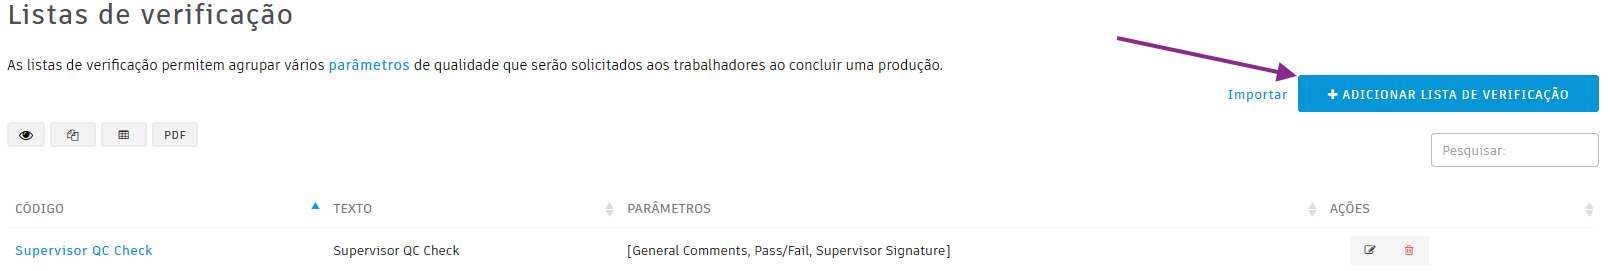 Listas de verificação
As listas de verificação permitem agrupar vários parâmetros de qualidade que serão solicitados aos trabalhadores ao concluir uma produção.
Importar
ADICIONAR LISTA DE VERIFICAÇÃO
PDF
Pesquisar:
CÓDIGO TEXTO PARÂMETROS AÇÕES
Supervisor QC Check Supervisor QC Check [General Comments, Pass/Fail, Supervisor Signature]